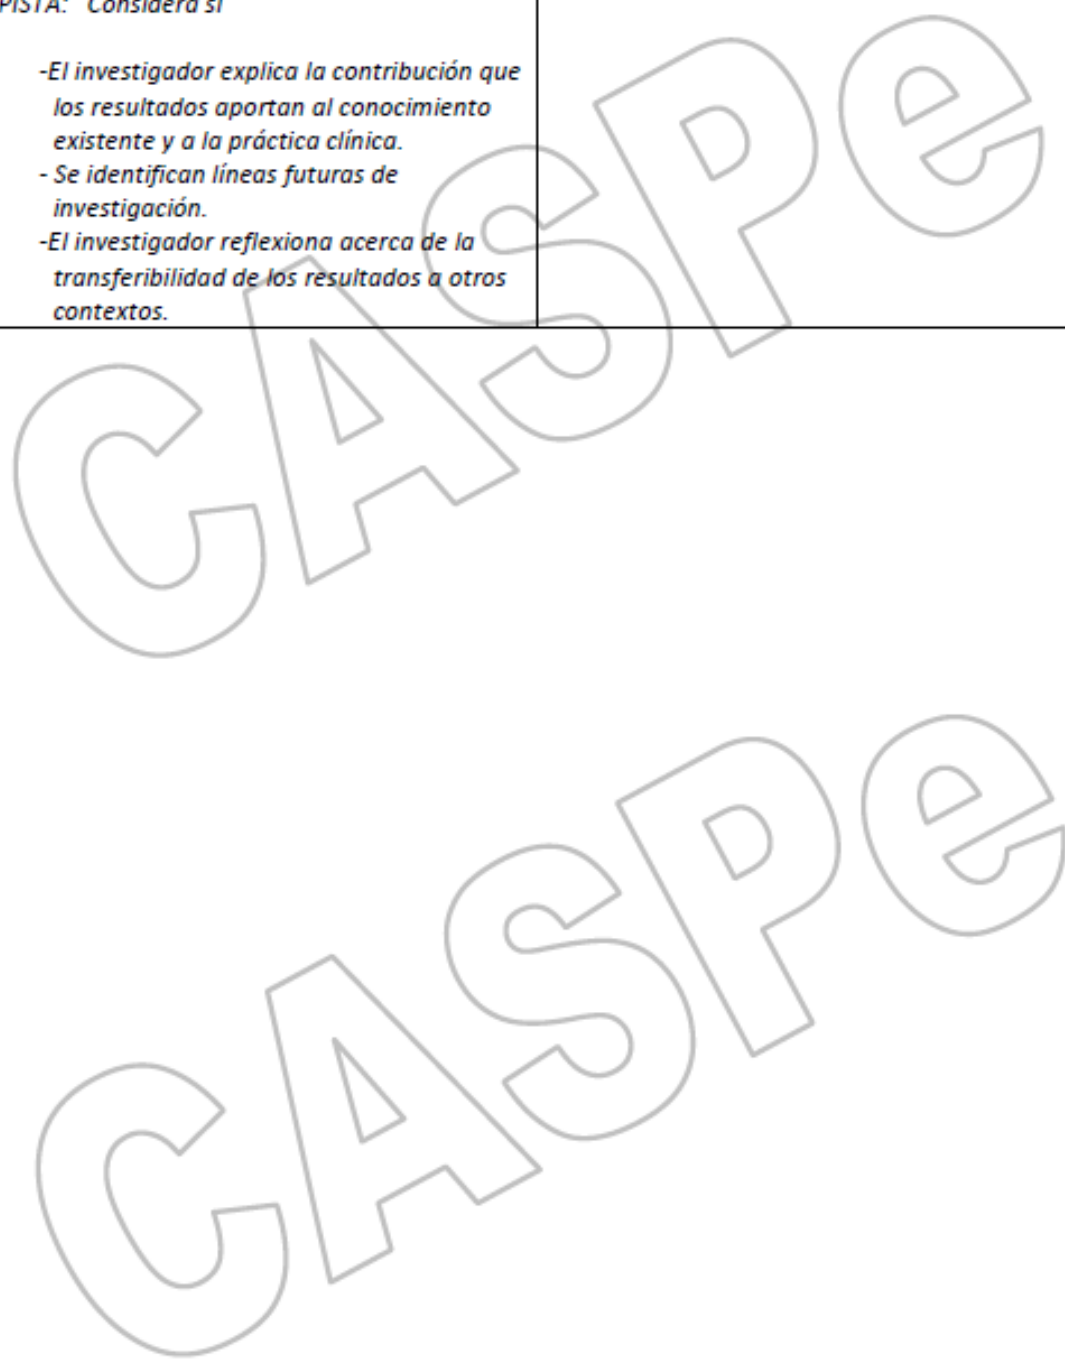 PISTA: Considera si
-El investigador explica la contribución que
los resultados aportan al conocimiento
existente y a la práctica clínica.
- Se identifican líneas futuras de
investigación.
-El investigador reflexiona acerca de la
transferibilidad de los resultados a otros
contextos.
CASPe
CASPe